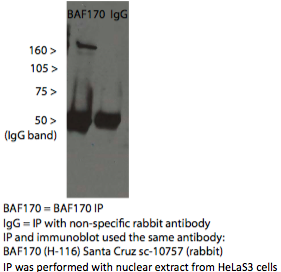 BAF170 IgG
160 >
105 >
75 >
50 >
(IgG band)
BAF170 = BAF170 IP
IgG = IP with non-specific rabbit antibody
IP and immunoblot used the same antibody:
BAF170 (H-116) Santa Cruz sc-10757 (rabbit)
IP was performed with nuclear extract from HeLaS3 cells